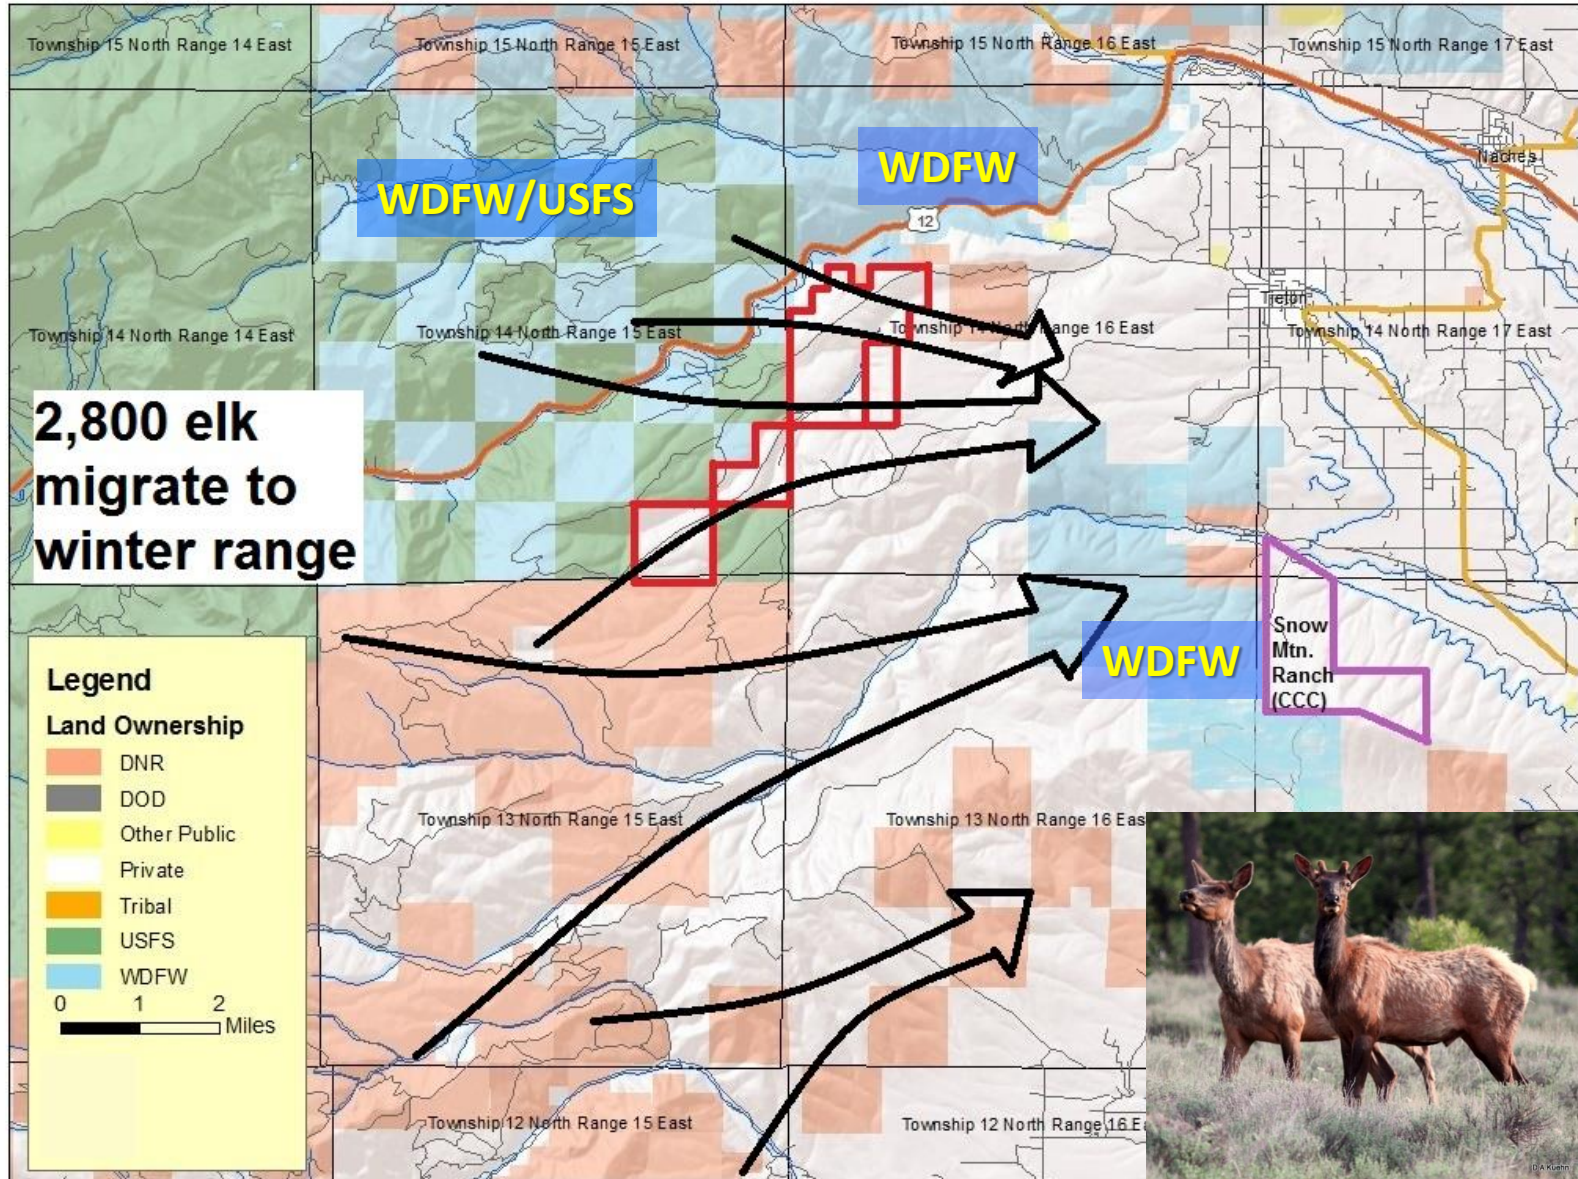 Township 15 North Range 14 East
Township 15 North Range 15 East
Township 15 North Range 16 East
Township 15 North Range 17 East
WDFW/USFS
WDFW
Naches
12
Tieton
Township 14 North Range 14 East
Township 14 North Range 15 East
Township 14 North Range 16 East
Township 14 North Range 17 East
2,800 elk
migrate to
winter range
Snow
Mtn.
Ranch
(CCC)
WDFW
Legend
Land Ownership
DNR
DOD
Other Public
Private
Tribal
USFS
WDFW
0 1 2
Miles
Township 13 North Range 15 East
Township 13 North Range 16 Eas
Township 12 North Range 15 East
Township 12 North Range 16 E
D A Kuehn